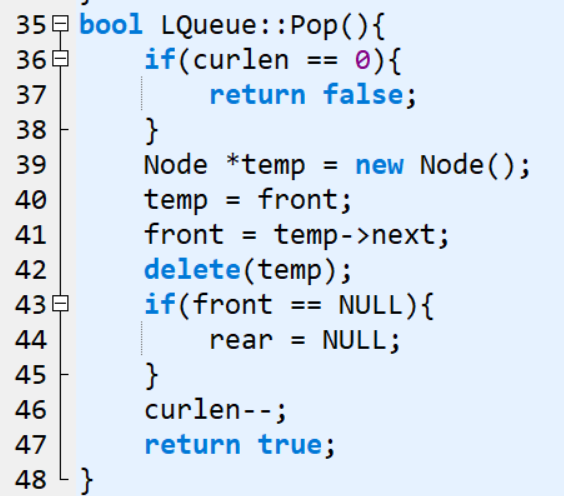 35 bool LQueue::Pop(){
36     if(curlen == 0){
37         return false;
38     }
39     Node *temp = new Node();
40     temp = front;
41     front = temp->next;
42     delete(temp);
43     if(front == NULL){
44         rear = NULL;
45     }
46     curlen--;
47     return true;
48 }